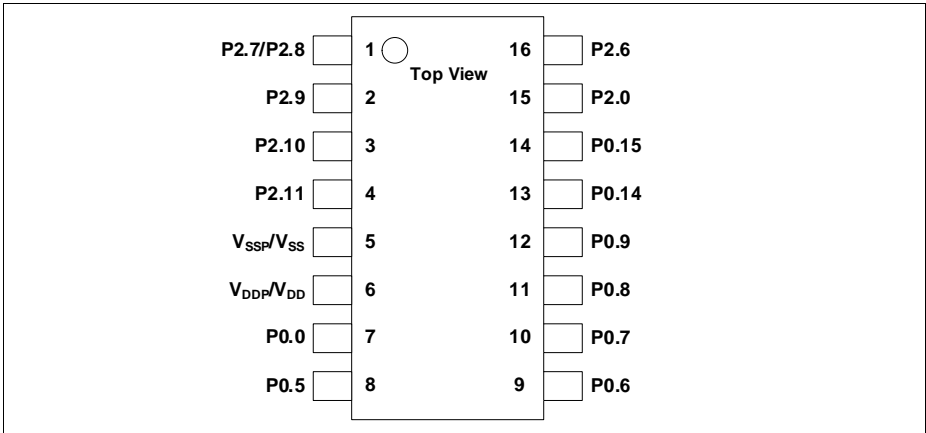 P2.7/P2.8 1 16 P2.6
Top View
P2.9 2 15 P2.0
P2.10 3 14 P0.15
P2.11 4 13 P0.14
VSSP/VSS 5 12 P0.9
VDDP/VDD 6 11 P0.8
P0.0 7 10 P0.7
P0.5 8 9 P0.6